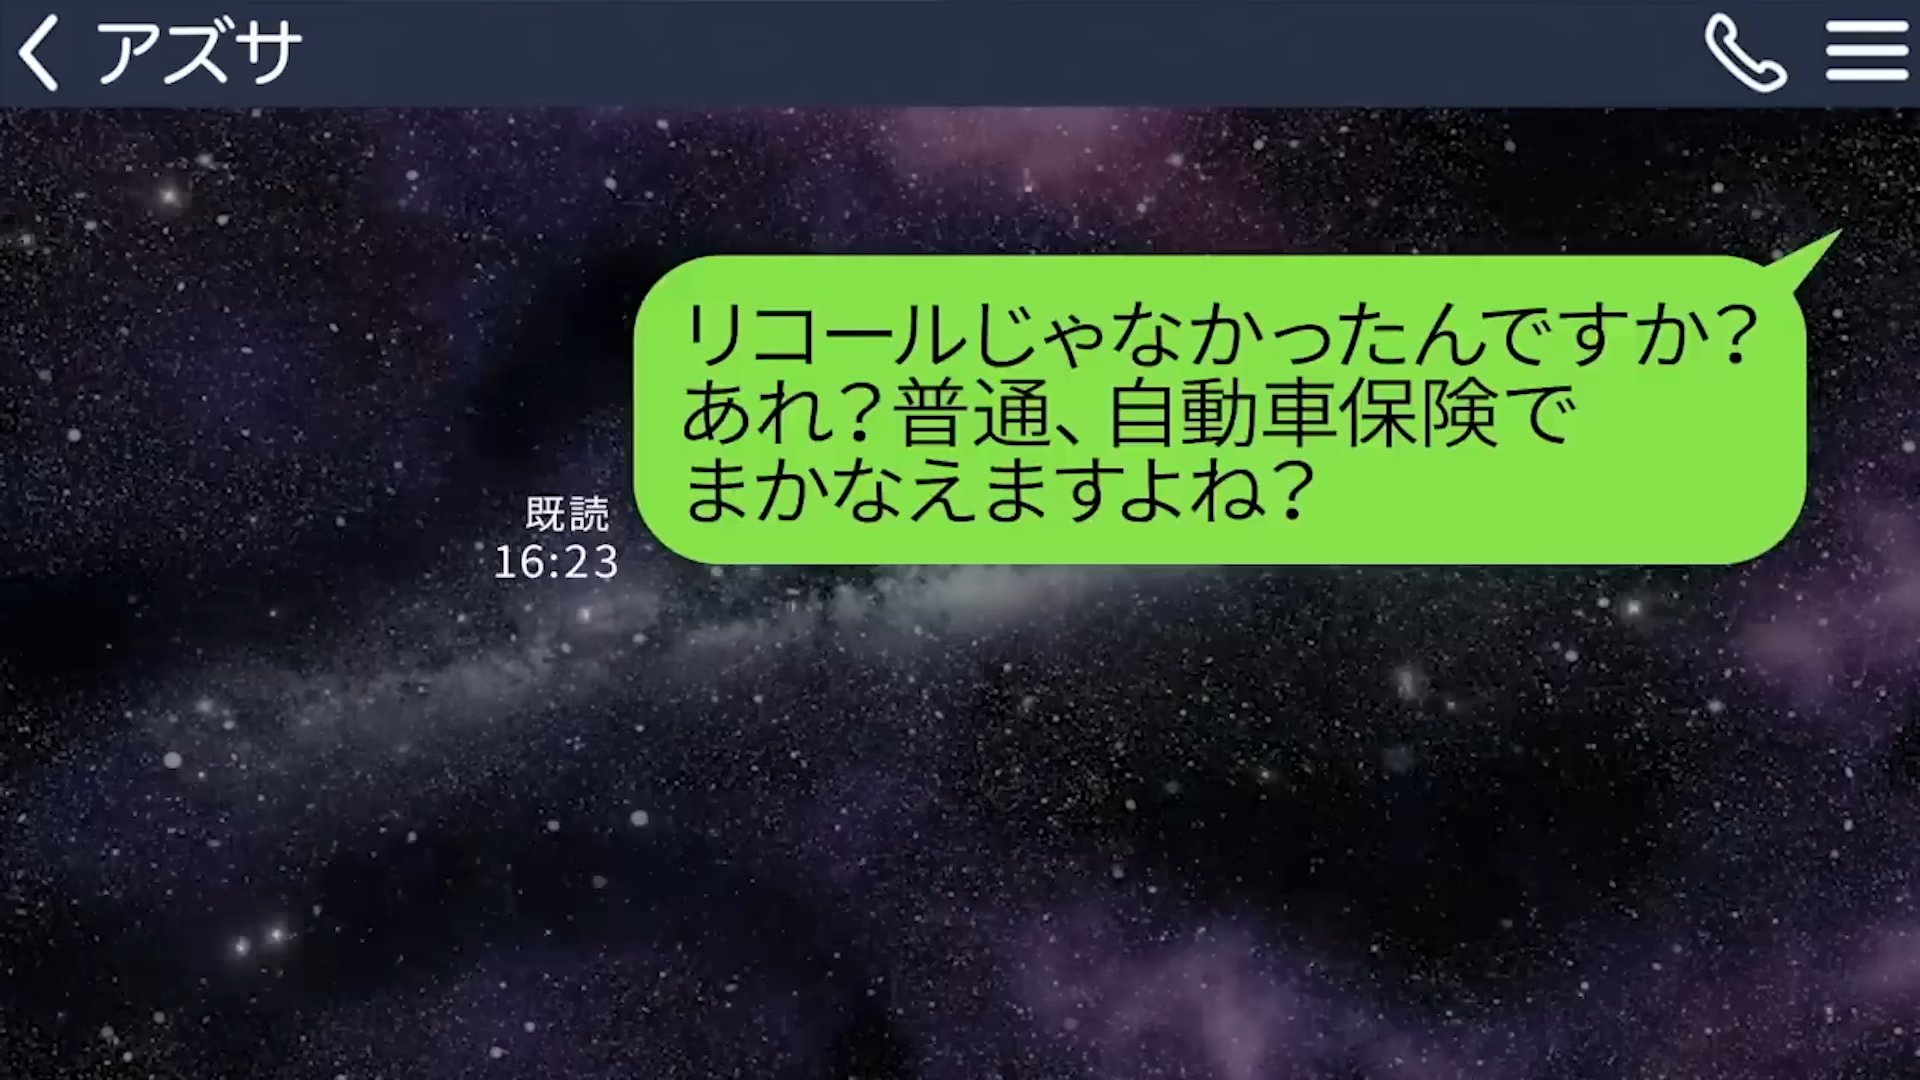 アズサ
リコールじゃなかったんですか？
あれ？普通、自動車保険で
まかなえますよね？
既読
16:23